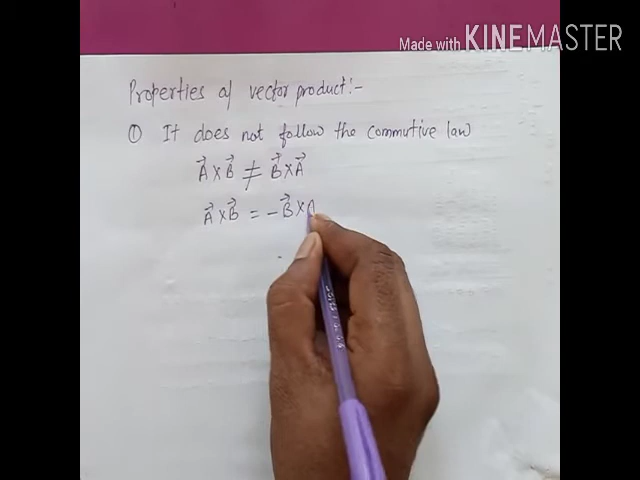 Made with KINEMASTER
Properties of vector product:-
① It does not follow the commutive law
A⃗ × B⃗ ≠ B⃗ × A⃗
A⃗ × B⃗ = - B⃗ × A